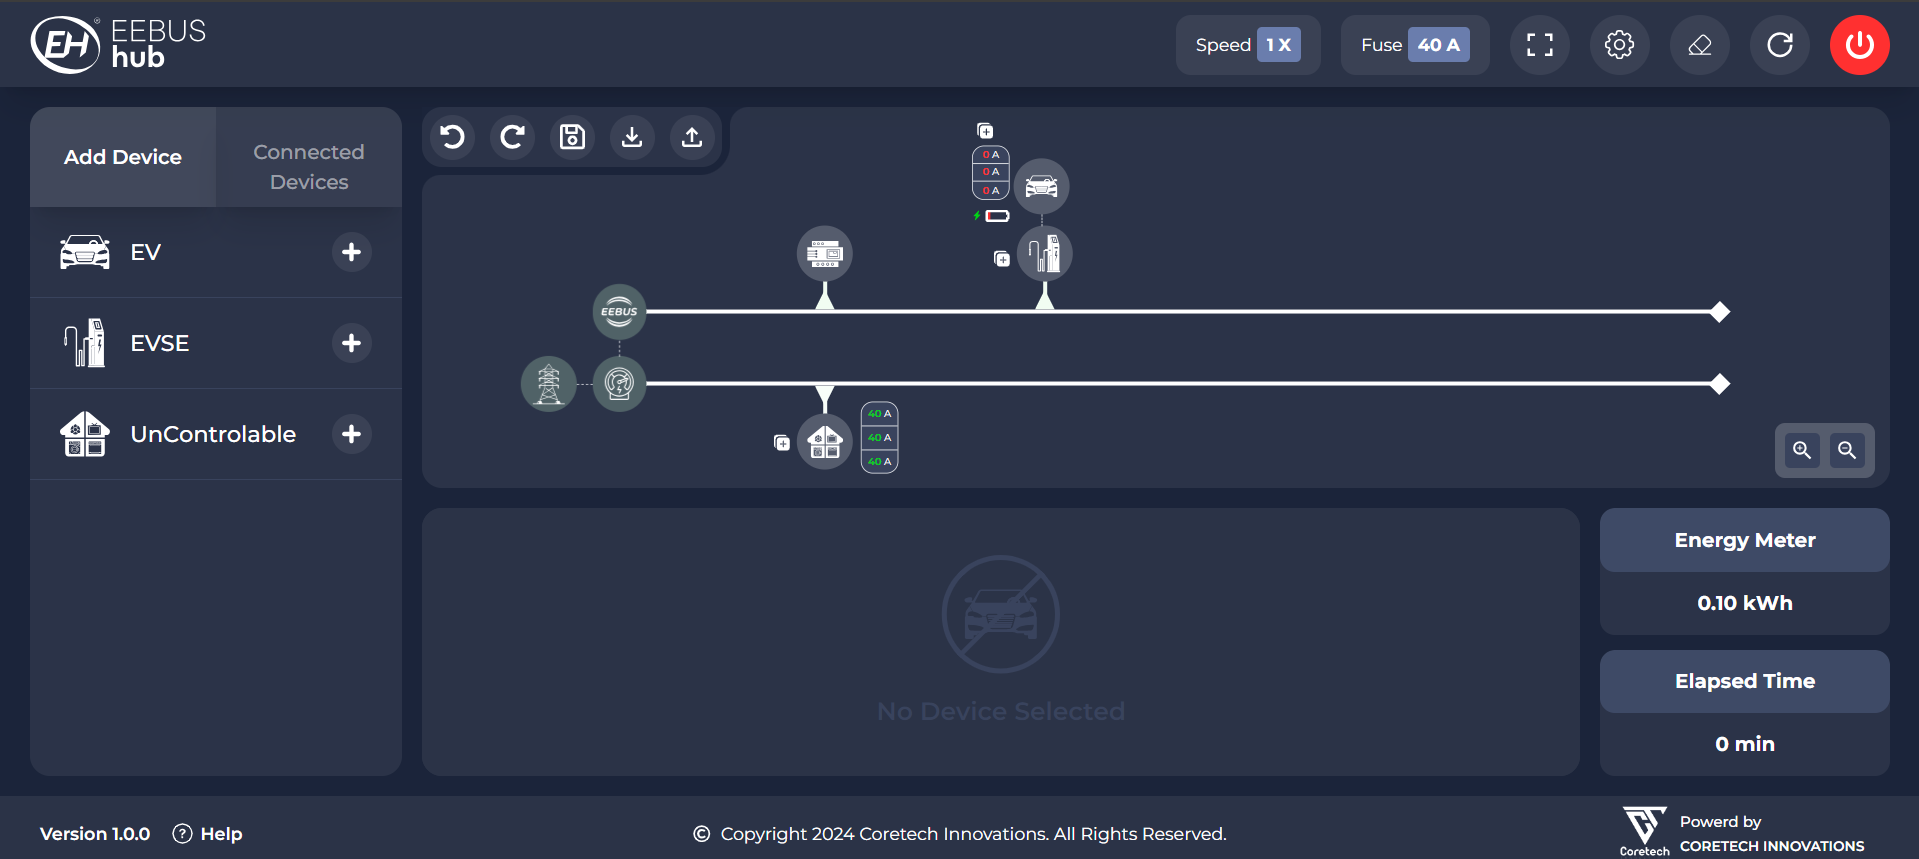 EH
®
EEBUS
hub
Speed 1 X
Fuse 40 A
Add Device
Connected
Devices
EV
EVSE
UnControlable
0 A
0 A
0 A
EEBUS
40 A
40 A
40 A
No Device Selected
Energy Meter
0.10 kWh
Elapsed Time
0 min
Version 1.0.0
? Help
© Copyright 2024 Coretech Innovations. All Rights Reserved.
Coretech
Powerd by
CORETECH INNOVATIONS